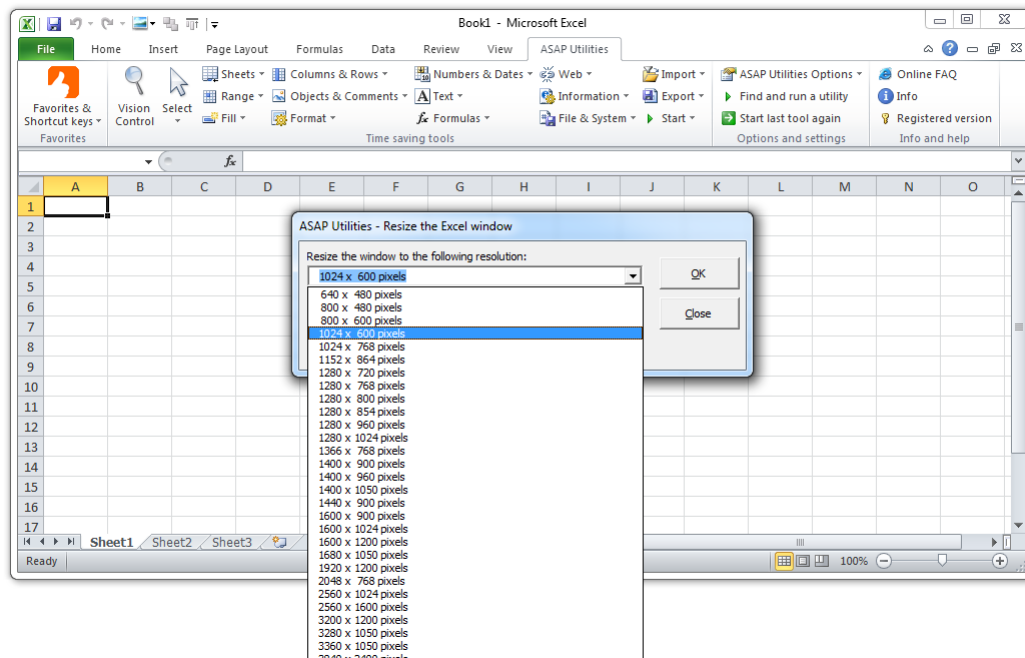 Book1 - Microsoft Excel
File Home Insert Page Layout Formulas Data Review View ASAP Utilities
Sheets Columns & Rows Numbers & Dates Web Import ASAP Utilities Options Online FAQ
Favorites & Shortcut keys Vision Control Select Range Objects & Comments Text Information Export Find and run a utility Info
Fill Format Formulas File & System Start Start last tool again Registered version
Favorites Time saving tools Options and settings Info and help
fx
A B C D E F G H I J K L M N O
1
2
ASAP Utilities - Resize the Excel window
3
Resize the window to the following resolution:
4
1024 x 600 pixels OK
5
640 x 480 pixels
6
800 x 480 pixels
800 x 600 pixels Close
7
1024 x 600 pixels
8
1024 x 768 pixels
1152 x 864 pixels
9
1280 x 720 pixels
10
1280 x 768 pixels
1280 x 800 pixels
11
1280 x 854 pixels
12
1280 x 960 pixels
1280 x 1024 pixels
13
1366 x 768 pixels
14
1400 x 900 pixels
1400 x 960 pixels
15
1400 x 1050 pixels
16
1440 x 900 pixels
1600 x 900 pixels
17
1600 x 1024 pixels
Sheet1 Sheet2 Sheet3
1600 x 1200 pixels
Ready 100%
1680 x 1050 pixels
1920 x 1200 pixels
2048 x 768 pixels
2560 x 1024 pixels
2560 x 1600 pixels
3200 x 1200 pixels
3280 x 1050 pixels
3360 x 1050 pixels